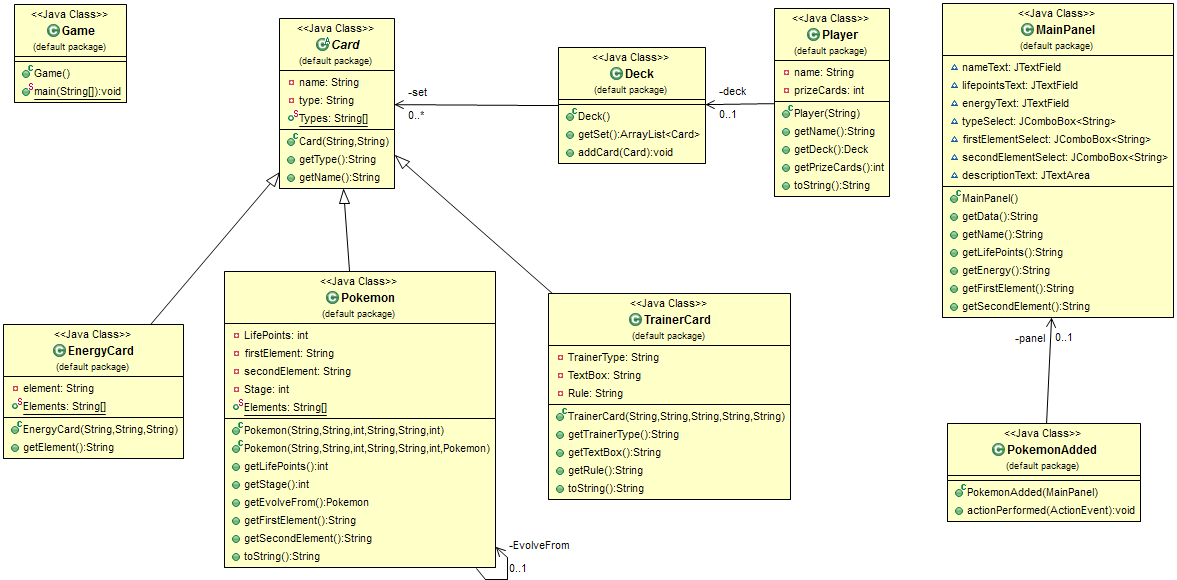 <<Java Class>>
Game
(default package)
Game()
main(String[]):void
<<Java Class>>
Card
(default package)
name: String
type: String
Types: String[]
Card(String,String)
getType():String
getName():String
-set
0..*
<<Java Class>>
Deck
(default package)
Deck()
getSet():ArrayList<Card>
addCard(Card):void
-deck
0..1
<<Java Class>>
Player
(default package)
name: String
prizeCards: int
Player(String)
getName():String
getDeck():Deck
getPrizeCards():int
toString():String
<<Java Class>>
MainPanel
(default package)
nameText: JTextField
lifepointsText: JTextField
energyText: JTextField
typeSelect: JComboBox<String>
firstElementSelect: JComboBox<String>
secondElementSelect: JComboBox<String>
descriptionText: JTextArea
MainPanel()
getData():String
getName():String
getLifePoints():String
getEnergy():String
getFirstElement():String
getSecondElement():String
<<Java Class>>
EnergyCard
(default package)
element: String
Elements: String[]
EnergyCard(String,String,String)
getElement():String
<<Java Class>>
Pokemon
(default package)
LifePoints: int
firstElement: String
secondElement: String
Stage: int
Elements: String[]
Pokemon(String,String,int,String,String,int)
Pokemon(String,String,int,String,String,int,Pokemon)
getLifePoints():int
getStage():int
getEvolveFrom():Pokemon
getFirstElement():String
getSecondElement():String
toString():String
-EvolveFrom
0..1
<<Java Class>>
TrainerCard
(default package)
TrainerType: String
TextBox: String
Rule: String
TrainerCard(String,String,String,String,String)
getTrainerType():String
getTextBox():String
getRule():String
toString():String
-panel
0..1
<<Java Class>>
PokemonAdded
(default package)
PokemonAdded(MainPanel)
actionPerformed(ActionEvent):void